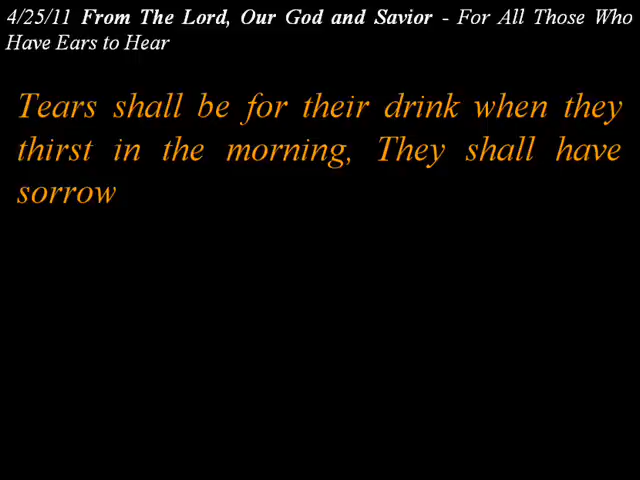 4/25/11 From The Lord, Our God and Savior - For All Those Who
Have Ears to Hear
Tears shall be for their drink when they
thirst in the morning, They shall have
sorrow